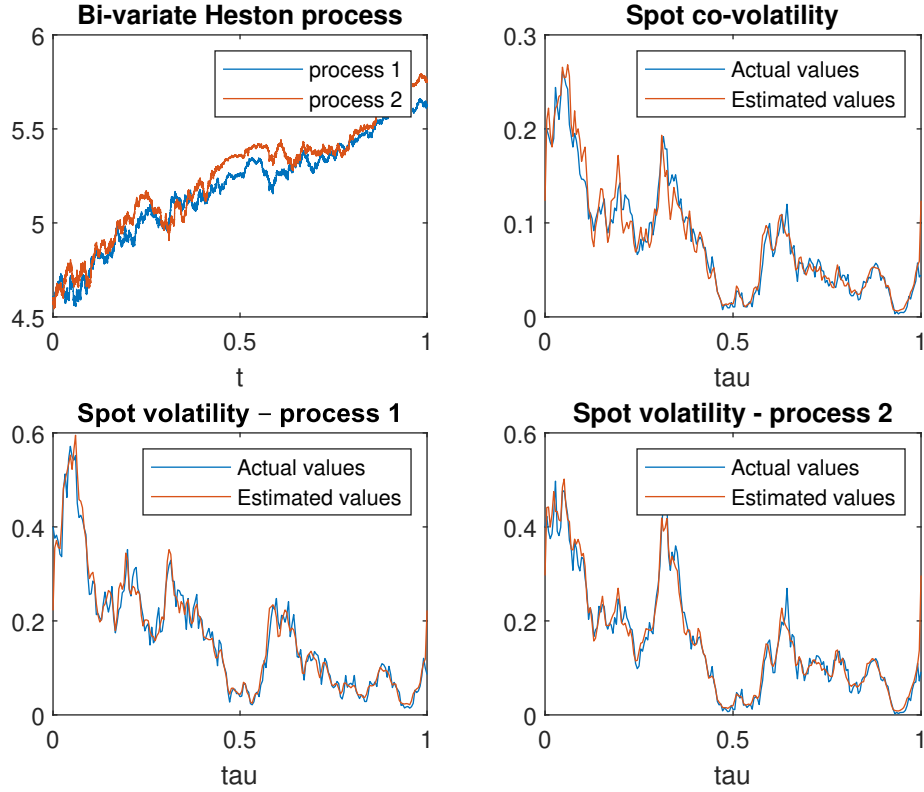 Bi-variate Heston process
6
5.5
5
4.5
process 1
process 2
0
0.5
1
t
Spot co-volatility
0.3
0.2
0.1
0
Actual values
Estimated values
0
0.5
1
tau
Spot volatility – process 1
0.6
0.4
0.2
0
Actual values
Estimated values
0
0.5
1
tau
Spot volatility - process 2
0.6
0.4
0.2
0
Actual values
Estimated values
0
0.5
1
tau